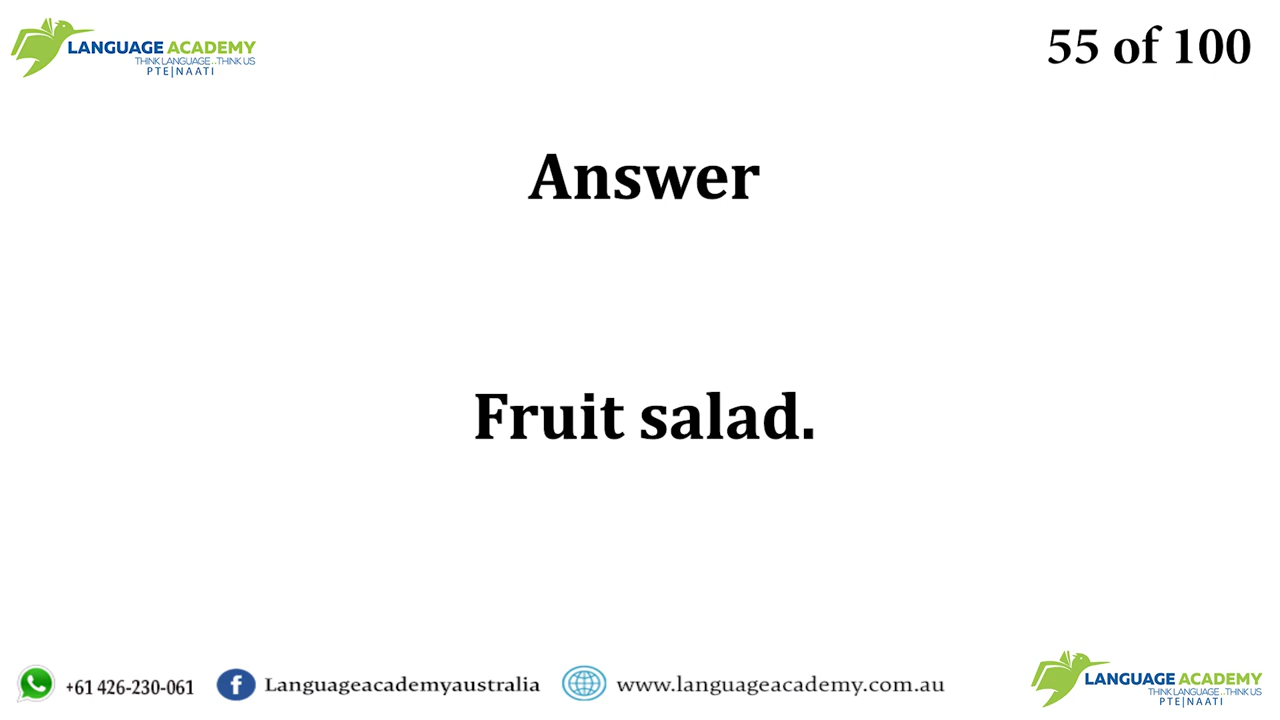 LANGUAGE ACADEMY
THINK LANGUAGE..THINK US
PTE|NAATI
55 of 100
Answer
Fruit salad.
+61 426-230-061
Languageacademyaustralia
www.languageacademy.com.au
LANGUAGE ACADEMY
THINK LANGUAGE..THINK US
PTE|NAATI